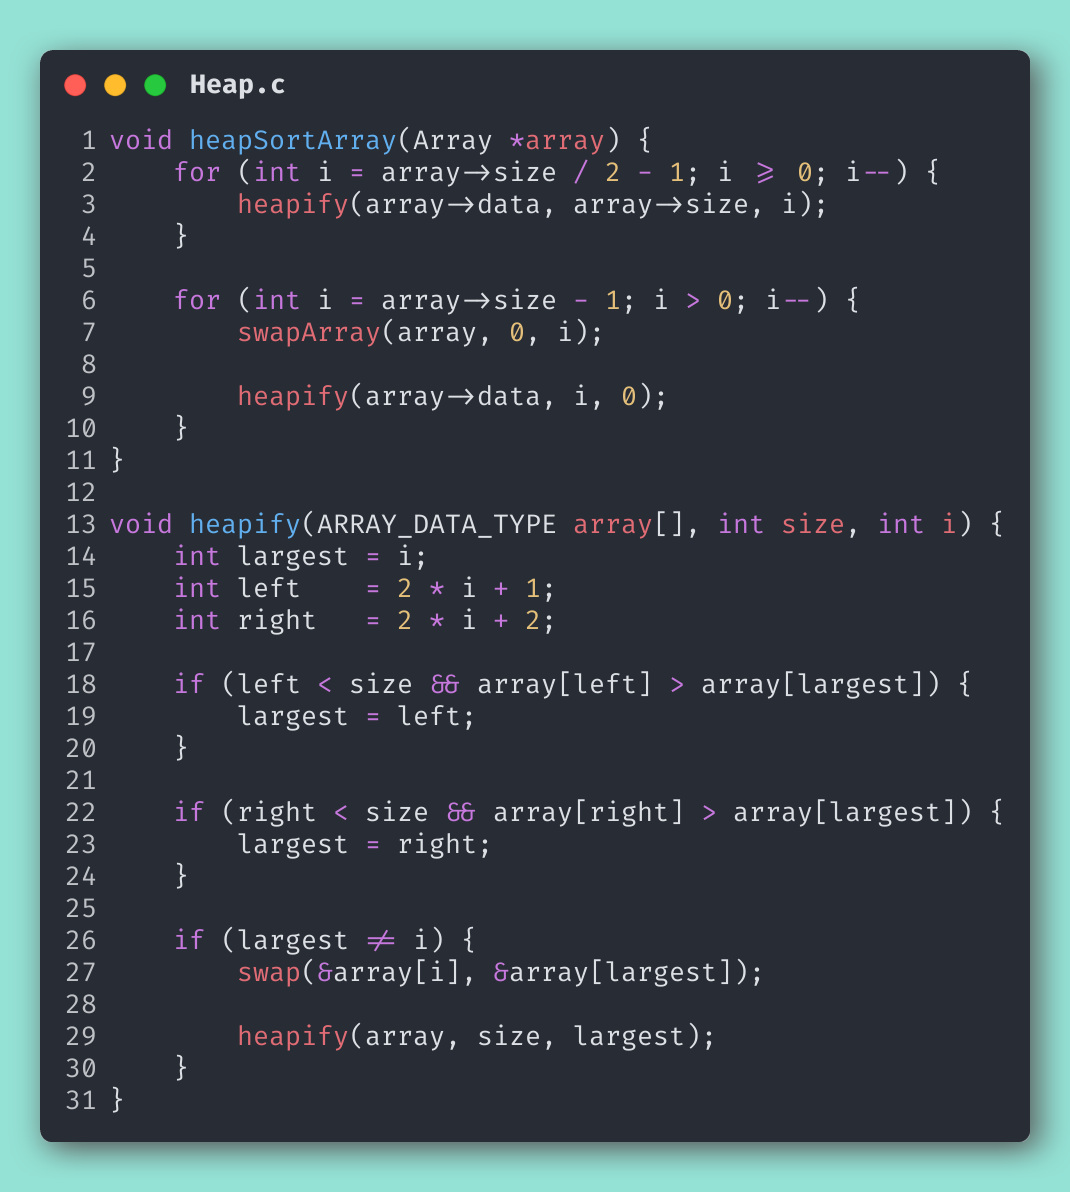 Heap.c
1 void heapSortArray(Array *array) {
2     for (int i = array->size / 2 - 1; i >= 0; i--) {
3         heapify(array->data, array->size, i);
4     }
5
6     for (int i = array->size - 1; i > 0; i--) {
7         swapArray(array, 0, i);
8
9         heapify(array->data, i, 0);
10     }
11 }
12
13 void heapify(ARRAY_DATA_TYPE array[], int size, int i) {
14     int largest = i;
15     int left    = 2 * i + 1;
16     int right   = 2 * i + 2;
17
18     if (left < size && array[left] > array[largest]) {
19         largest = left;
20     }
21
22     if (right < size && array[right] > array[largest]) {
23         largest = right;
24     }
25
26     if (largest != i) {
27         swap(&array[i], &array[largest]);
28
29         heapify(array, size, largest);
30     }
31 }